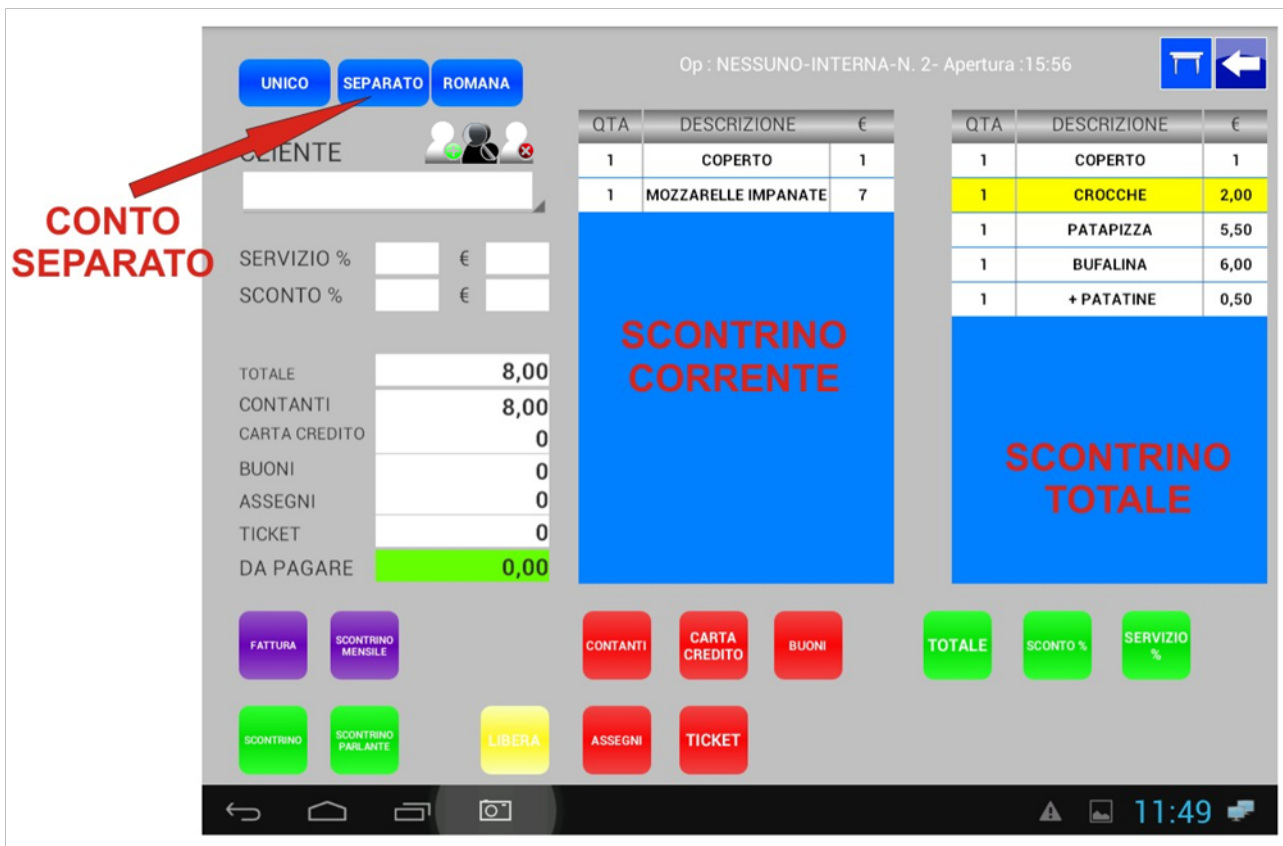 Op : NESSUNO-INTERNA-N. 2- Apertura :15:56
UNICO SEPARATO ROMANA
CLIENTE
CONTO
SEPARATO
SERVIZIO % €
SCONTO % €
TOTALE 8,00
CONTANTI 8,00
CARTA CREDITO 0
BUONI 0
ASSEGNI 0
TICKET 0
DA PAGARE 0,00
QTA DESCRIZIONE €
1 COPERTO 1
1 MOZZARELLE IMPANATE 7
SCONTRINO
CORRENTE
QTA DESCRIZIONE €
1 COPERTO 1
1 CROCCHE 2,00
1 PATAPIZZA 5,50
1 BUFALINA 6,00
1 + PATATINE 0,50
SCONTRINO
TOTALE
FATTURA
SCONTRINO
MENSILE
CONTANTI
CARTA
CREDITO
BUONI
TOTALE
SCONTO %
SERVIZIO
%
SCONTRINO
SCONTRINO
PARLANTE
LIBERA
ASSEGNI
TICKET
11:49